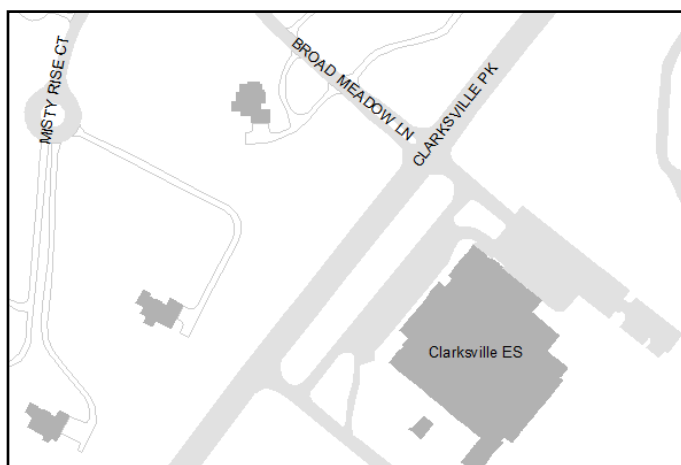 MISTY RISE CT
BROAD MEADOW LN
CLARKSVILLE PK
Clarksville ES